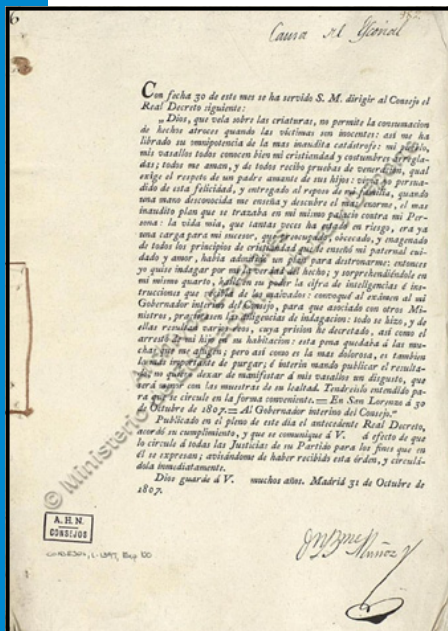 Causa del Escorial
Con fecha 30 de este mes se ha servido S. M. dirigir al Consejo el
Real Decreto siguiente:
„Dios, que vela sobre las criaturas, no permite la consumacion
de hechos atroces quando las víctimas son inocentes: así me ha
librado su omnipotencia de la mas inaudita catástrofe: mi pueblo,
mis vasallos todos conocen bien mi cristiandad y costumbres arregla-
das; todos me aman, y de todos recibo pruebas de veneracion, qual
exige el respeto de un padre amante de sus hijos: vivia yo persua-
dido de esta felicidad, y entregado al reposo de mi familia, quando
una mano desconocida me enseña y descubre el mas enorme, el mas
inaudito plan que se trazaba en mi mismo palacio contra mi Per-
sona: la vida mia, que tantas veces ha estado en riesgo, era ya
una carga para mi sucesor, que preocupado, obcecado, y enagenado
de todos los principios de cristiandad que le enseñó mi paternal cui-
dado y amor, habia admitido un plan para destronarme: entonces
yo quise indagar por mí la verdad del hecho; y sorprehendiéndole en
mi mismo quarto, hallé en su poder la cifra de inteligencias é ins-
trucciones que recibia de los malvados: convoqué al exámen al mi
Gobernador interino del Consejo, para que asociado con otros Mi-
nistros, practicasen las diligencias de indagacion: todo se hizo, y de
ellas resultan varios reos, cuya prision he decretado, así como el
arresto de mi hijo en su habitacion: esta pena quedaba á las mu-
chas que me afligen; pero así como es la mas dolorosa, es tambien
la mas importante de purgar; é ínterin mando publicar el resulta-
do, no quiero dexar de manifestar á mis vasallos un disgusto, que
será menor con las muestras de su lealtad. Tendréislo entendido pa-
ra que se circule en la forma conveniente. = En San Lorenzo á 30
de Octubre de 1807. = Al Gobernador interino del Consejo."
Publicado en el pleno de este dia el antecedente Real Decreto,
acordó su cumplimiento, y que se comunique á V. á efecto de que
lo circule á todas las Justicias de su Partido para los fines que en
él se expresan; avisándome de haber recibido esta órden, y circulán-
dola inmediatamente.
Dios guarde á V. muchos años. Madrid 31 de Octubre de
1807.
© Ministerio de
A. H. N.
CONSEJOS
Muñoz